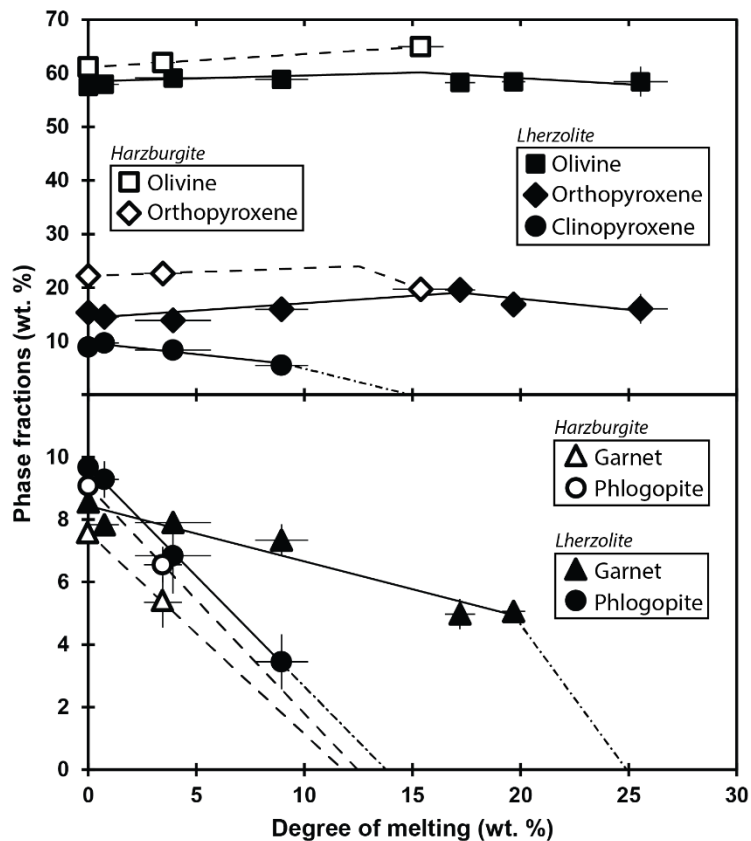 70
60
50
40
30
20
10
Harzburgite
Olivine
Orthopyroxene
Lherzolite
Olivine
Orthopyroxene
Clinopyroxene
Phase fractions (wt. %)
10
8
6
4
2
0
Harzburgite
Garnet
Phlogopite
Lherzolite
Garnet
Phlogopite
0 5 10 15 20 25 30
Degree of melting (wt. %)